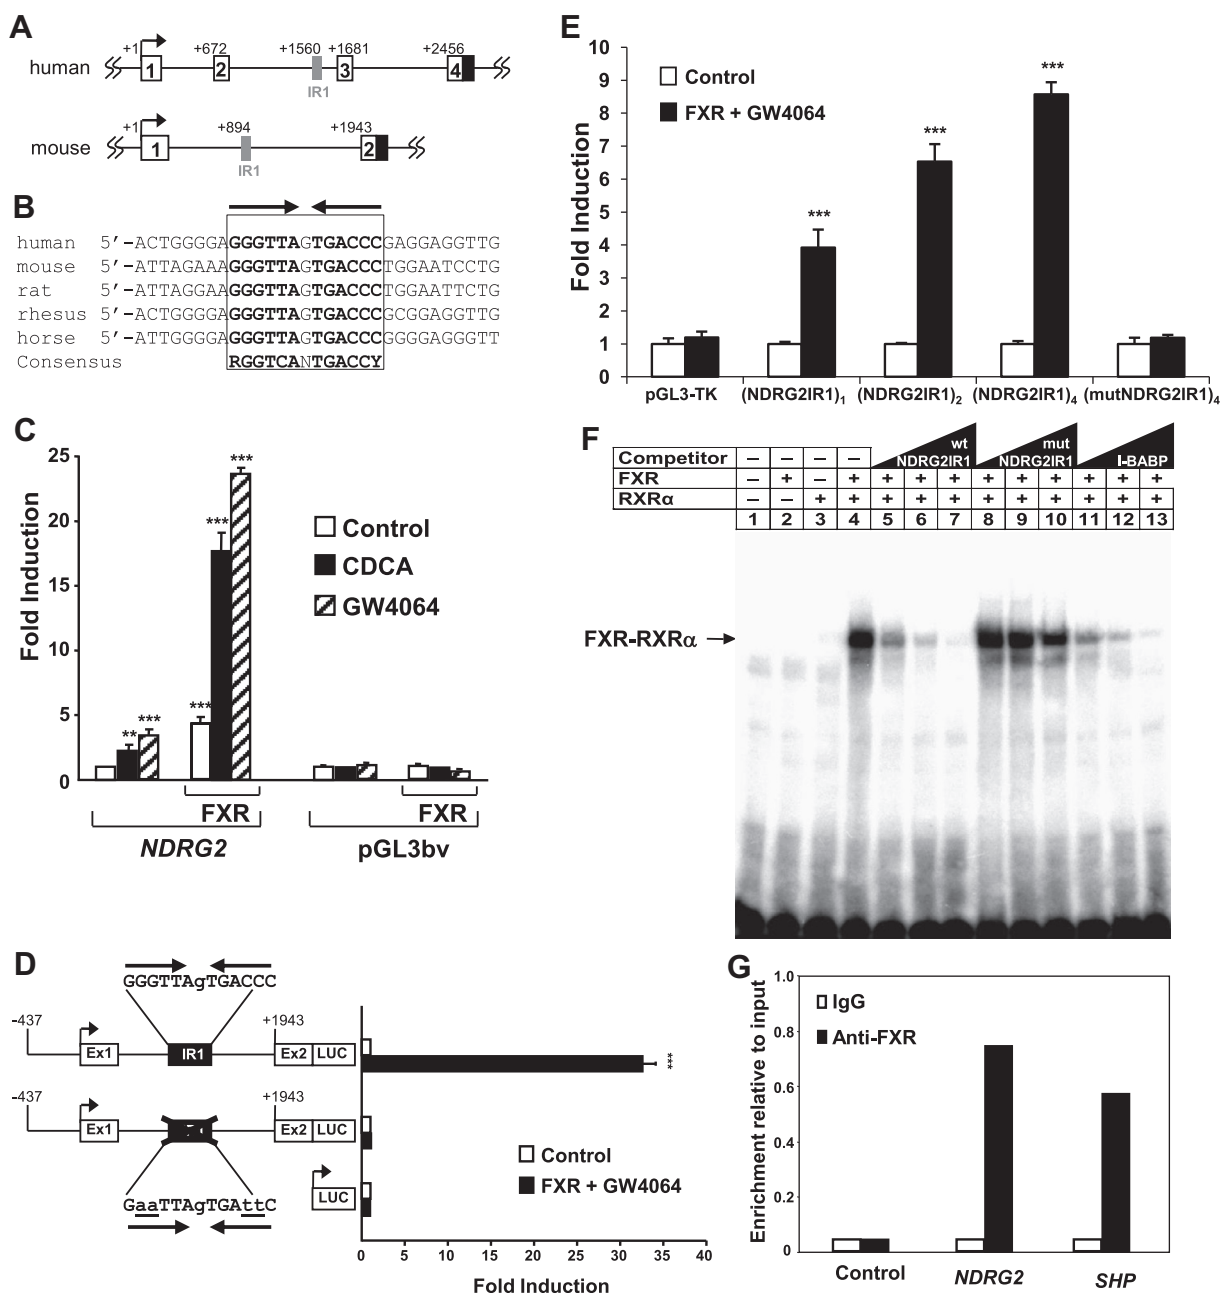 A
+1 +672 +1560 +1681 +2456
human 1 2 3 4
IR1
+1 +894 +1943
mouse 1 2
IR1
B
human 5′-ACTGGGGAGGGTTAGTGACCCGAGGAGGTTG
mouse 5′-ATTAGAAAGGGTTAGTGACCCTGGAATCCTG
rat 5′-ATTAGGAAGGGTTAGTGACCCTGGAATTCTG
rhesus 5′-ACTGGGGAGGGTTAGTGACCCGCGGAGGTTG
horse 5′-ATTGGGGAGGGTTAGTGACCCGGGGAGGGTT
Consensus RGGTCANTGACCY
C
Fold Induction
25
20
15
10
5
0
** *** *** *** ***
Control
CDCA
GW4064
FXR FXR
NDRG2 pGL3bv
D
GGGTTAgTGACCC
-437 +1943
Ex1 IR1 Ex2 LUC
***
-437 +1943
Ex1 Ex2 LUC
LUC
GaaTTAgTGAttC
Control
FXR + GW4064
0 5 10 15 20 25 30 35 40
Fold Induction
E
Fold Induction
10
9
8
7
6
5
4
3
2
1
0
Control
FXR + GW4064
*** *** ***
pGL3-TK (NDRG2IR1)1 (NDRG2IR1)2 (NDRG2IR1)4 (mutNDRG2IR1)4
F
wt NDRG2IR1 mut NDRG2IR1 I-BABP
Competitor – – – –
FXR – + – + + + + + + + + + +
RXRα – – + + + + + + + + + + +
1 2 3 4 5 6 7 8 9 10 11 12 13
FXR-RXRα
G
Enrichment relative to input
1.0
0.8
0.6
0.4
0.2
0
IgG
Anti-FXR
Control NDRG2 SHP